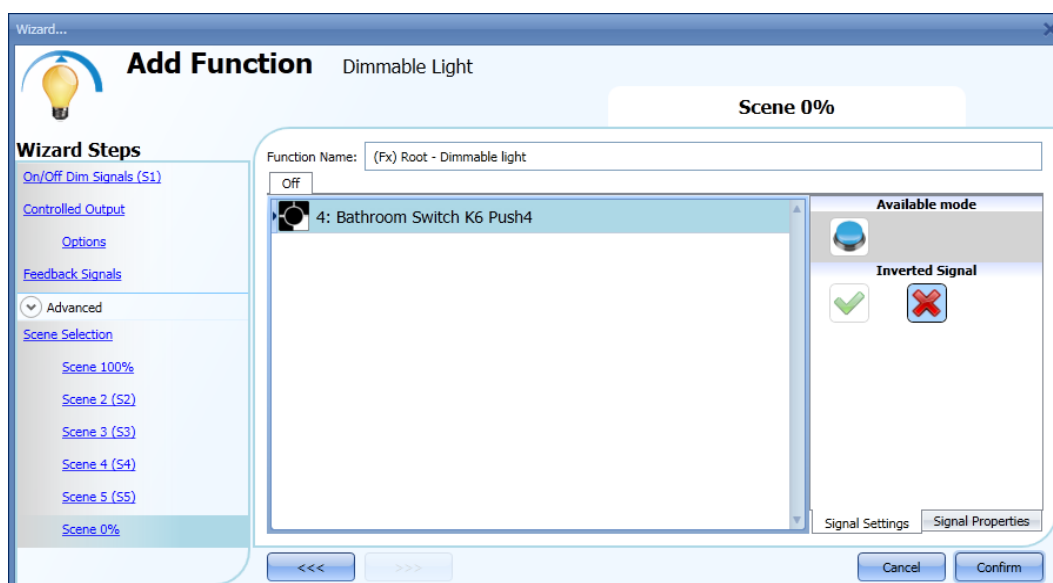 Wizard...
Add Function Dimmable Light
Scene 0%
Wizard Steps
On/Off Dim Signals (S1)
Controlled Output
Options
Feedback Signals
Advanced
Scene Selection
Scene 100%
Scene 2 (S2)
Scene 3 (S3)
Scene 4 (S4)
Scene 5 (S5)
Scene 0%
Function Name: (Fx) Root - Dimmable light
Off
4: Bathroom Switch K6 Push4
Available mode
Inverted Signal
Signal Settings Signal Properties
<<< >>> Cancel Confirm